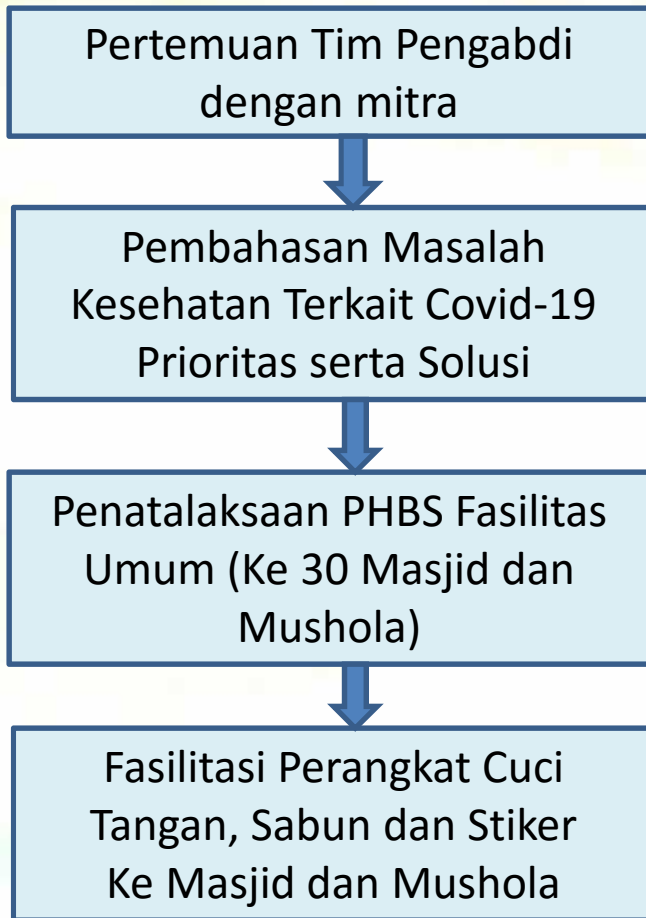 Pertemuan Tim Pengabdi
dengan mitra
Pembahasan Masalah
Kesehatan Terkait Covid-19
Prioritas serta Solusi
Penatalaksaan PHBS Fasilitas
Umum (Ke 30 Masjid dan
Mushola)
Fasilitasi Perangkat Cuci
Tangan, Sabun dan Stiker
Ke Masjid dan Mushola